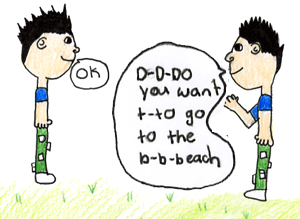 OK
D-D-DO
you want
t-to go
to the
b-b-beach